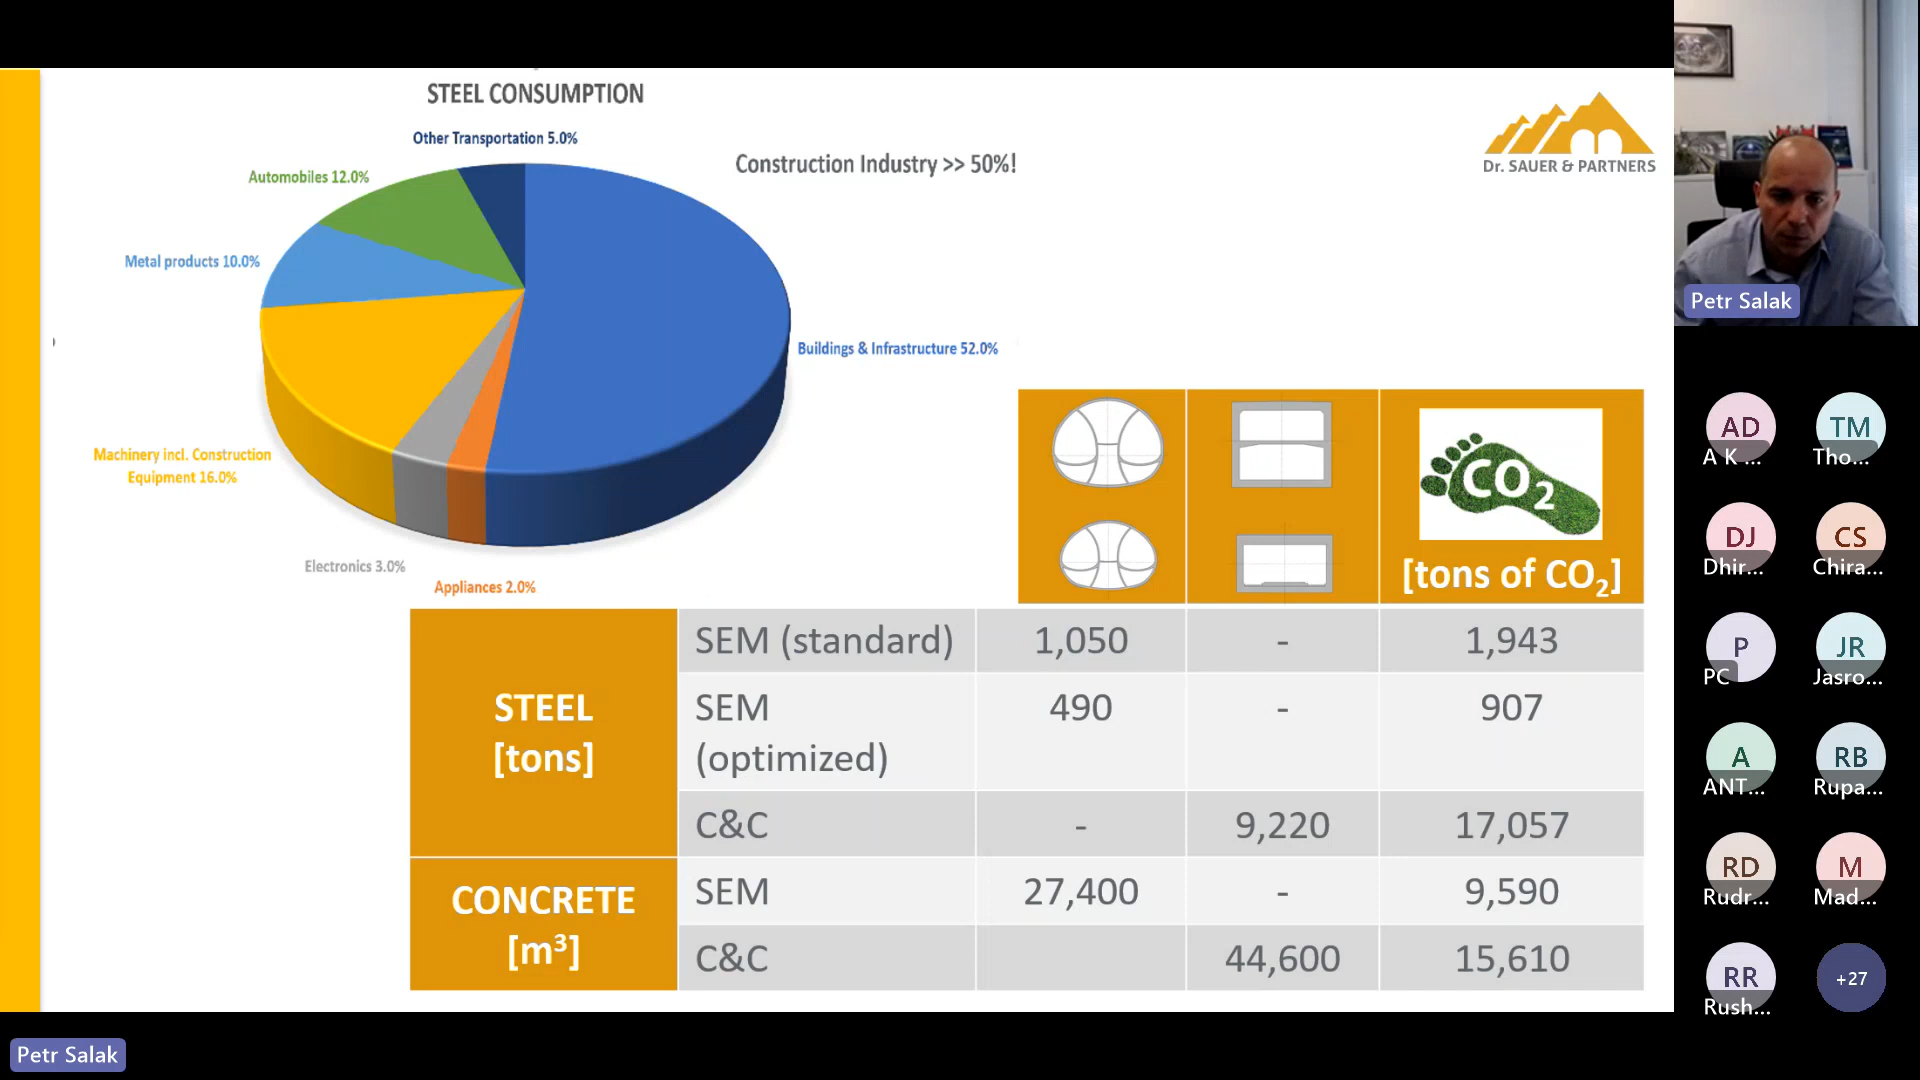 STEEL CONSUMPTION
Other Transportation 5.0%
Automobiles 12.0%
Construction Industry >> 50%!
Dr. SAUER & PARTNERS
Metal products 10.0%
Buildings & Infrastructure 52.0%
Machinery incl. Construction
Equipment 16.0%
Electronics 3.0%
Appliances 2.0%
CO₂
[tons of CO₂]
STEEL
[tons]
SEM (standard) 1,050 - 1,943
SEM
(optimized) 490 - 907
C&C - 9,220 17,057
CONCRETE
[m³]
SEM 27,400 - 9,590
C&C 44,600 15,610
Petr Salak
AD TM
A K ... Tho...
DJ CS
Dhir... Chira...
P JR
PC Jasro...
A RB
ANT... Rupa...
RD M
Rudr... Mad...
RR +27
Rush...
Petr Salak